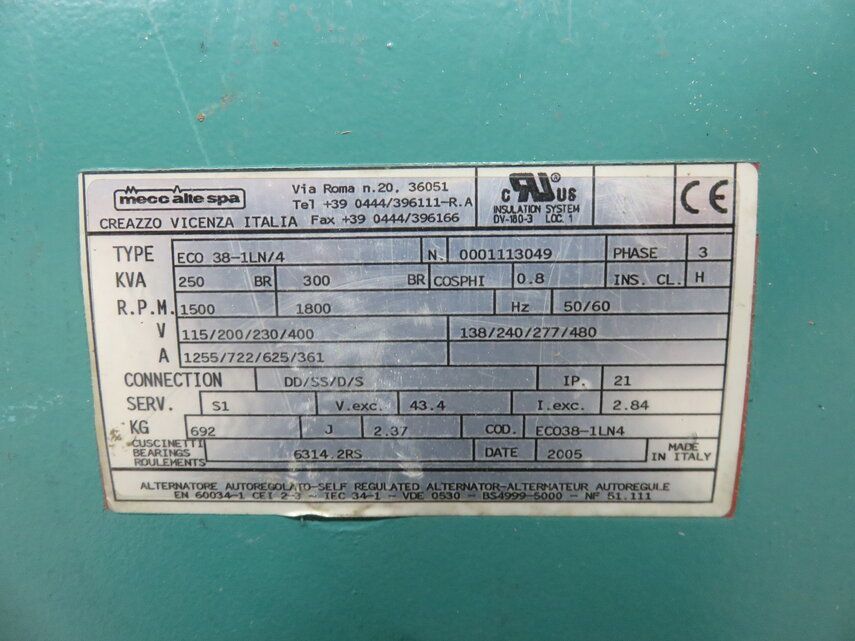 mecc alte spa
Via Roma n.20, 36051
Tel +39 0444/396111-R.A
CREAZZO VICENZA ITALIA Fax +39 0444/396166
C RU ® US
INSULATION SYSTEM
DV-180-3 LOC. 1
CE
TYPE ECO 38-1LN/4 N. 0001113049 PHASE 3
KVA 250 BR 300 BR COSPHI 0.8 INS. CL. H
R.P.M. 1500 1800 Hz 50/60
V 115/200/230/400 138/240/277/480
A 1255/722/625/361
CONNECTION DD/SS/D/S IP. 21
SERV. S1 V.exc. 43.4 I.exc. 2.84
KG 692 J 2.37 COD. ECO38-1LN4
CUSCINETTI
BEARINGS
ROULEMENTS
6314.2RS DATE 2005
MADE
IN ITALY
ALTERNATORE AUTOREGOLATO-SELF REGULATED ALTERNATOR-ALTERMATEUR AUTOREGULE
EN 60034-1 CEI 2-3 - IEC 34-1 - VDE 0530 - BS4999-5000 - NF 51.111